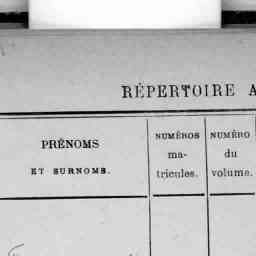 RÉPERTOIRE A
PRÉNOMS
ET SURNOMS.
NUMÉROS
ma-
tricules.
NUMÉRO
du
volume.